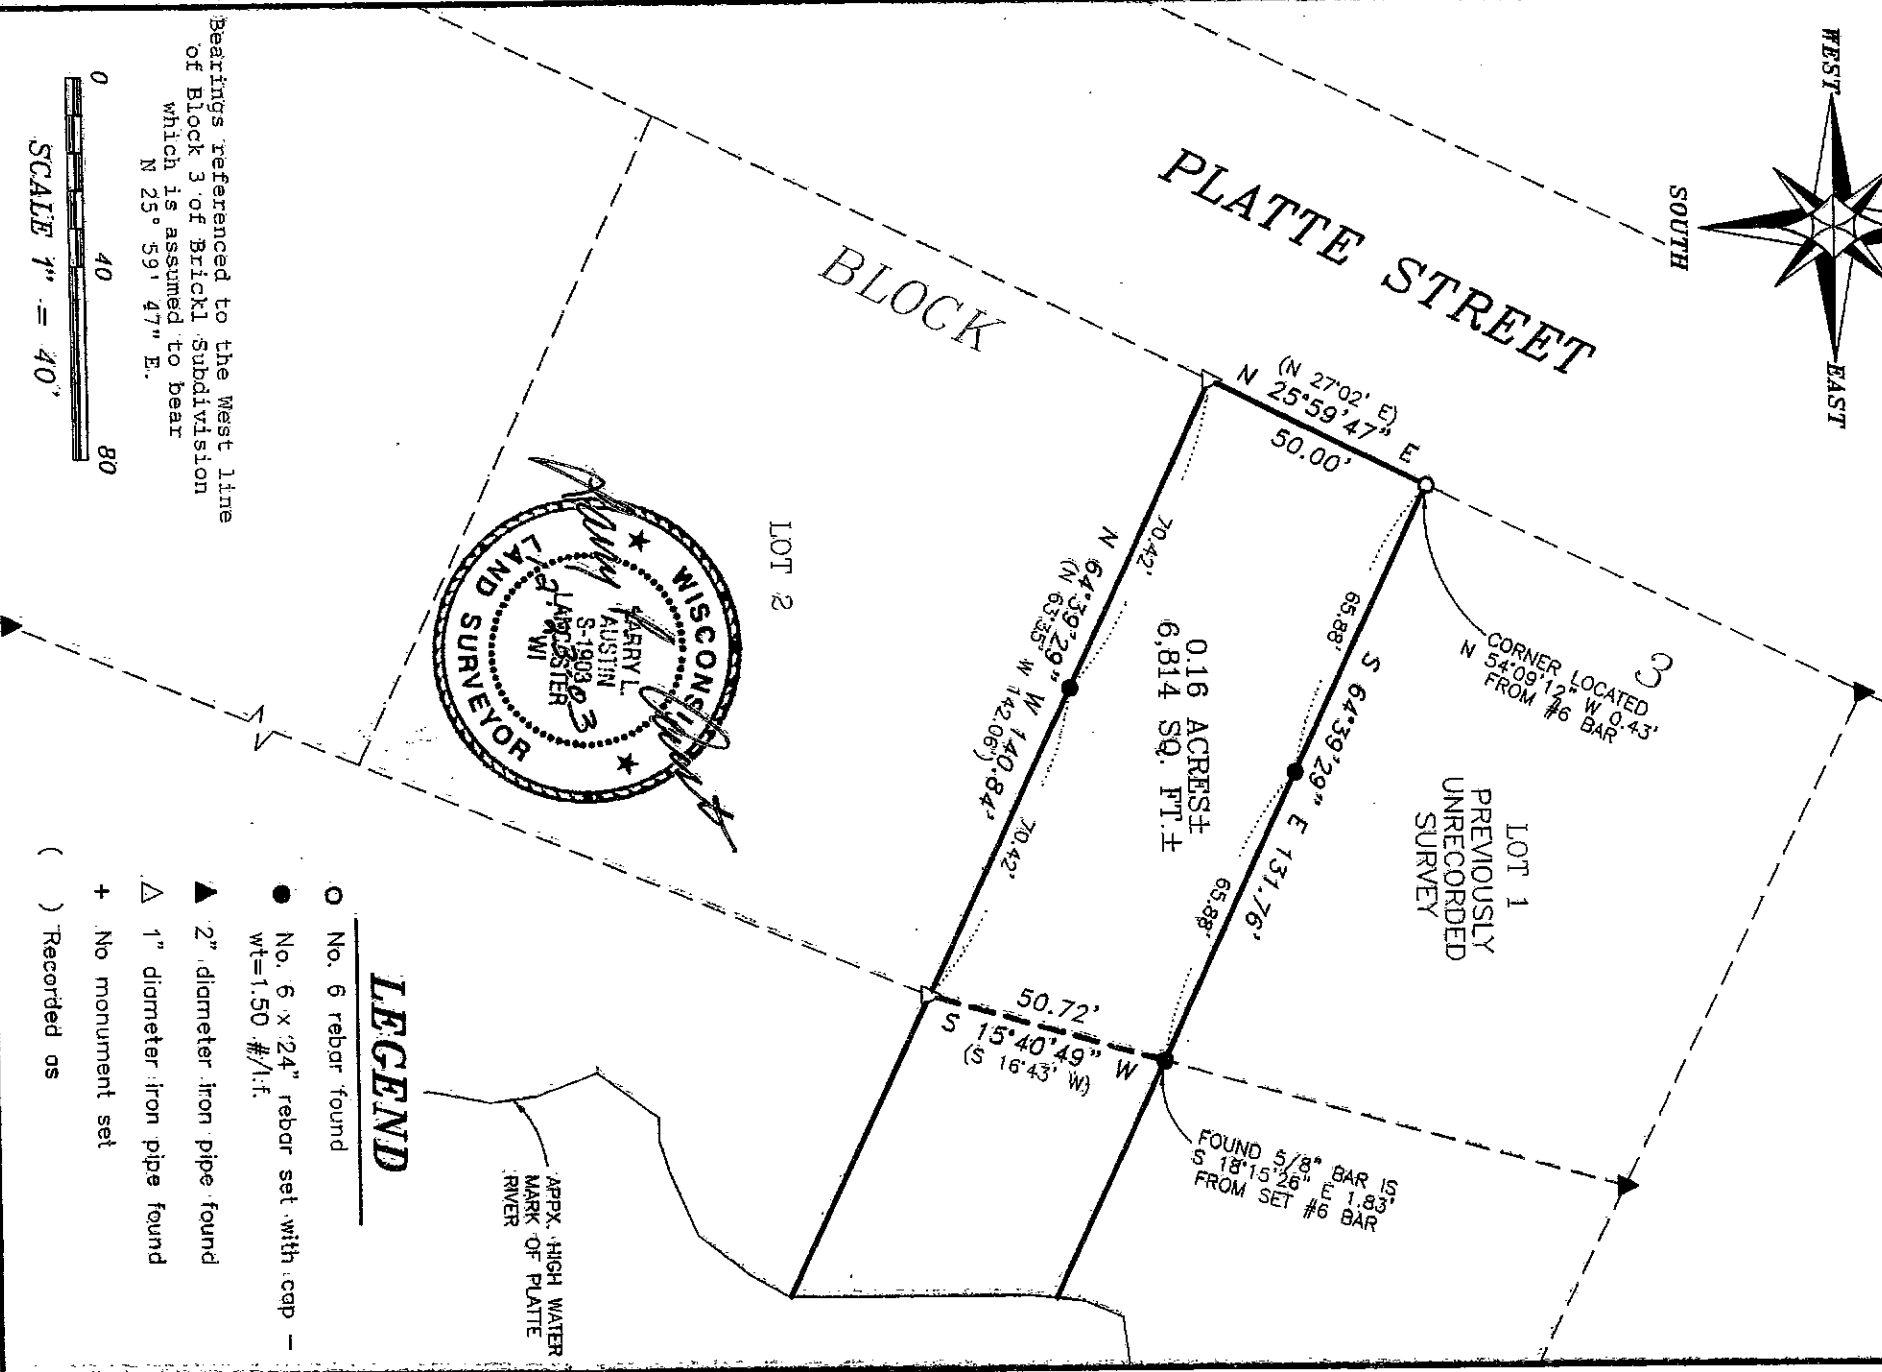 WEST
EAST
SOUTH
PLATTE STREET
BLOCK
3
(N 27°02' E)
N 25°59'47" E
50.00'
CORNER LOCATED
N 54°09'12" W 0.43'
FROM #6 BAR
LOT 1
PREVIOUSLY
UNRECORDED
SURVEY
65.88'
S 64°39'29" E 131.76'
65.88'
0.16 ACRES±
6,814 SQ. FT.±
70.42'
N 64°39'29" W 140.84'
(N 63°35' W 142.06')
70.42'
LOT 2
50.72'
S 15°40'49" W
(S 16°43' W)
FOUND 5/8" BAR IS
S 18°15'26" E 1.83'
FROM SET #6 BAR
APPX. HIGH WATER
MARK OF PLATTE
RIVER
WISCONSIN
LARRY L.
AUSTIN
S-1903
LANCASTER
WI
LAND SURVEYOR
Bearings referenced to the West line
of Block 3 of Brickl Subdivision
which is assumed to bear
N 25° 59' 47" E.
0 40 80
SCALE 1" = 40'
LEGEND
No. 6 rebar found
No. 6 x 24" rebar set with cap –
wt=1.50 #/l.f.
2" diameter iron pipe found
1" diameter iron pipe found
+ No monument set
( ) Recorded as